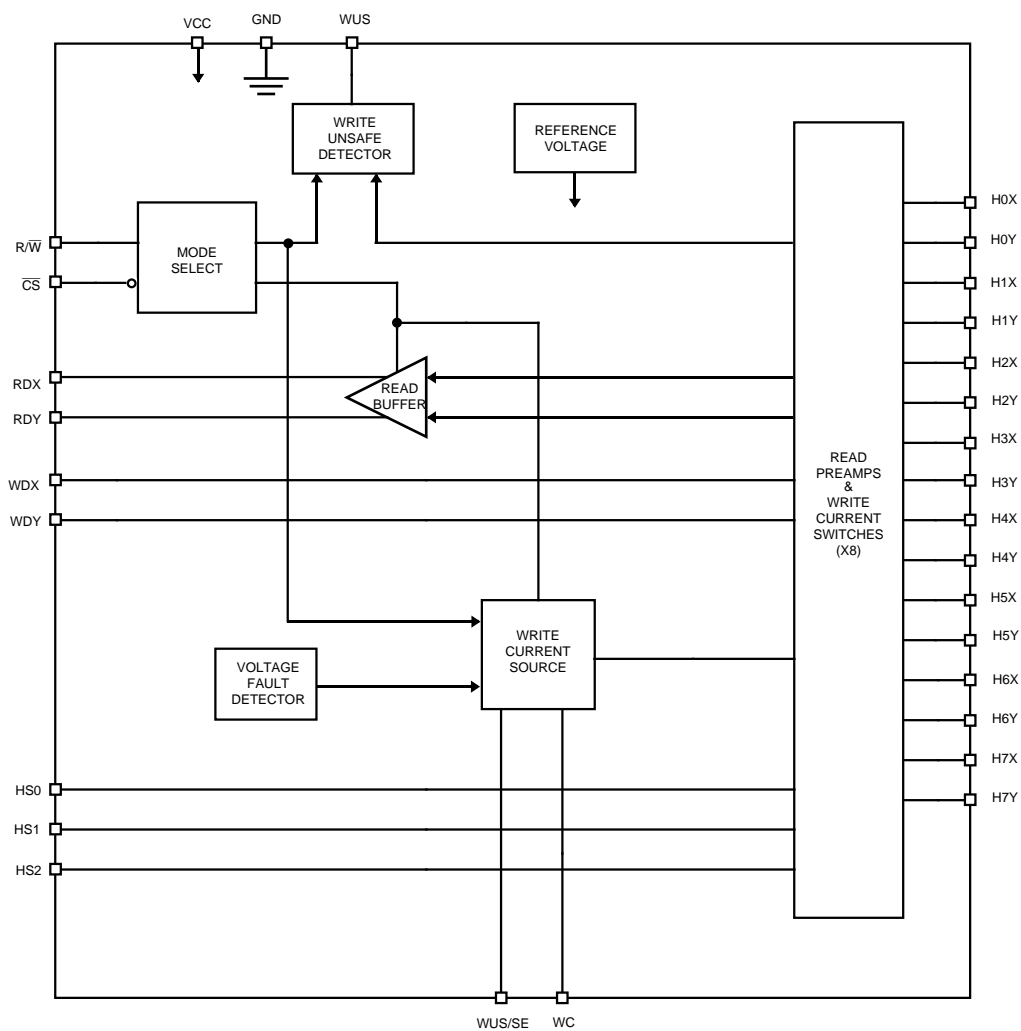 VCC
GND
WUS
WRITE
UNSAFE
DETECTOR
REFERENCE
VOLTAGE
R/W̅
C̅S̅
MODE
SELECT
RDX
RDY
READ
BUFFER
WDX
WDY
READ
PREAMPS
&
WRITE
CURRENT
SWITCHES
(X8)
H0X
H0Y
H1X
H1Y
H2X
H2Y
H3X
H3Y
H4X
H4Y
H5X
H5Y
H6X
H6Y
H7X
H7Y
WRITE
CURRENT
SOURCE
VOLTAGE
FAULT
DETECTOR
HS0
HS1
HS2
WUS/SE
WC